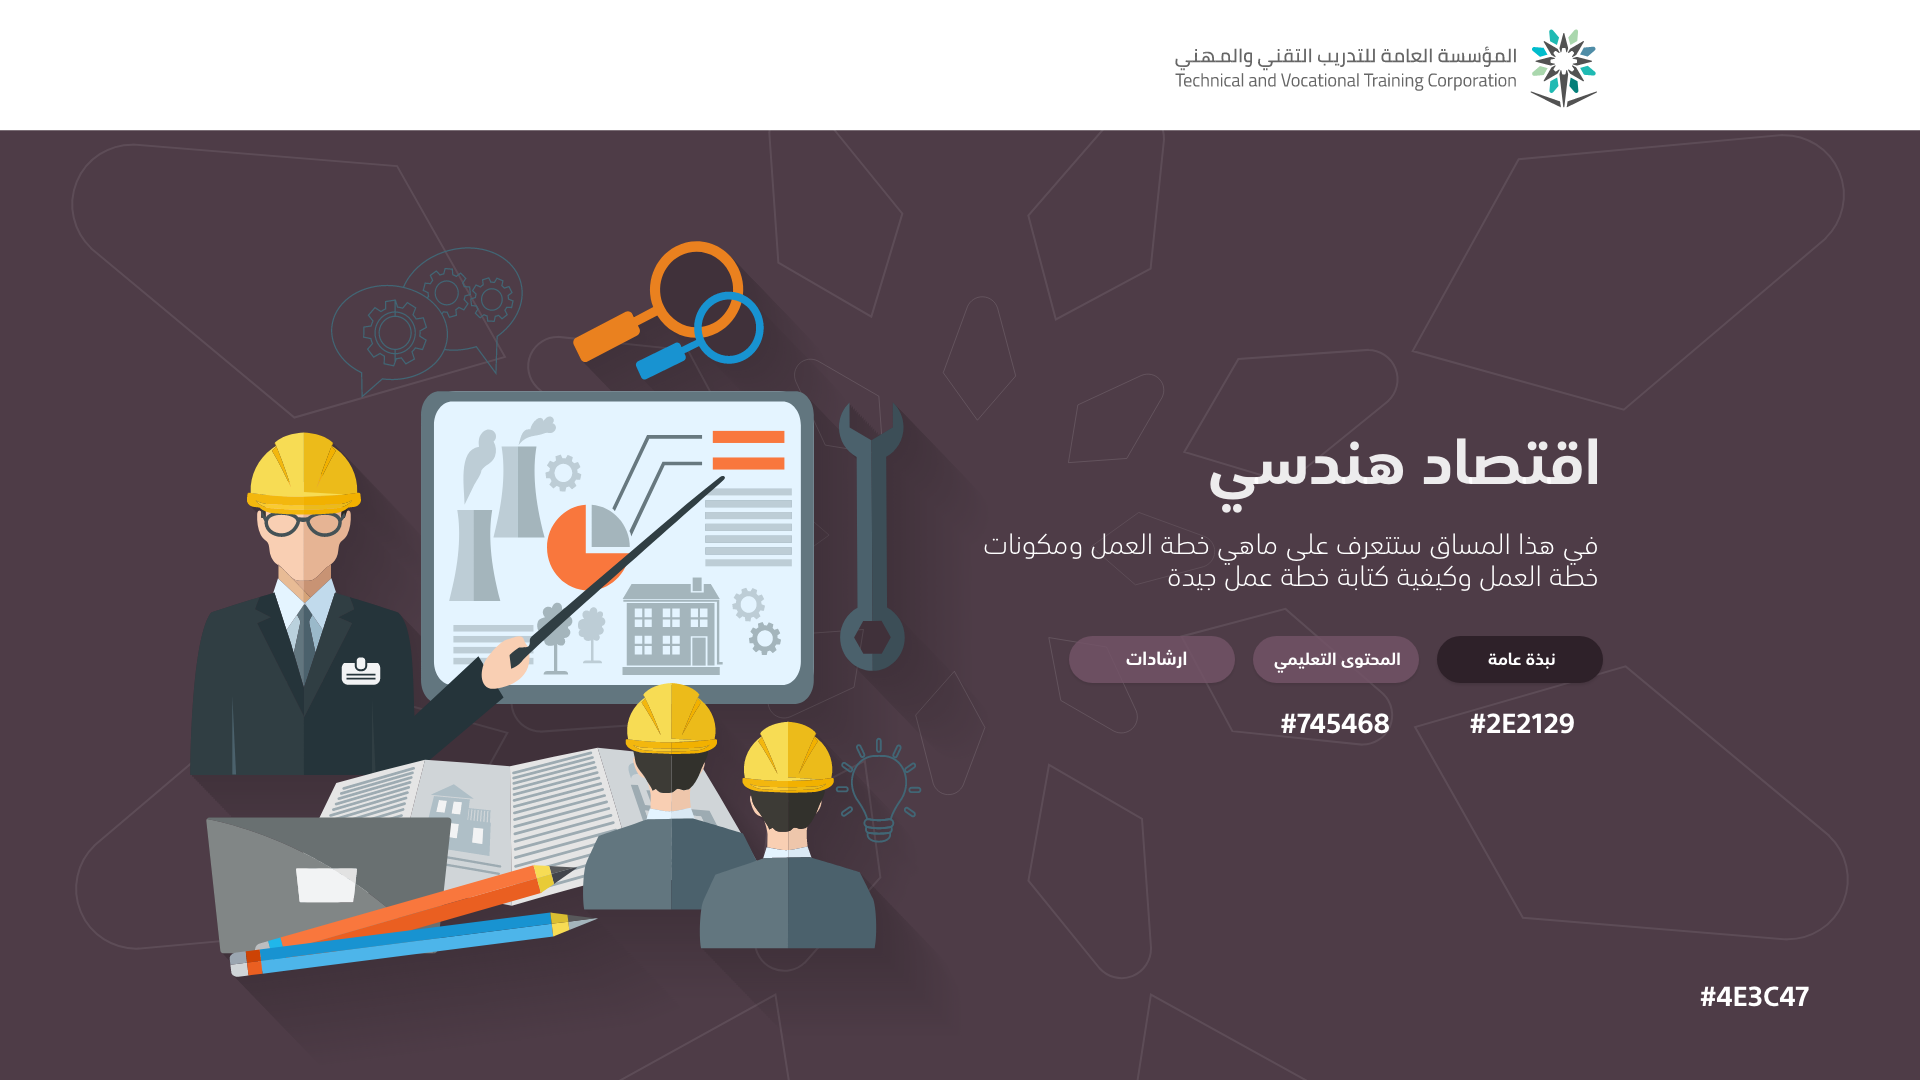 المؤسسة العامة للتدريب التقني والمهني
Technical and Vocational Training Corporation
اقتصاد هندسي
في هذا المساق ستتعرف على ماهي خطة العمل ومكونات
خطة العمل وكيفية كتابة خطة عمل جيدة
نبذة عامة
المحتوى التعليمي
ارشادات
#2E2129
#745468
#4E3C47